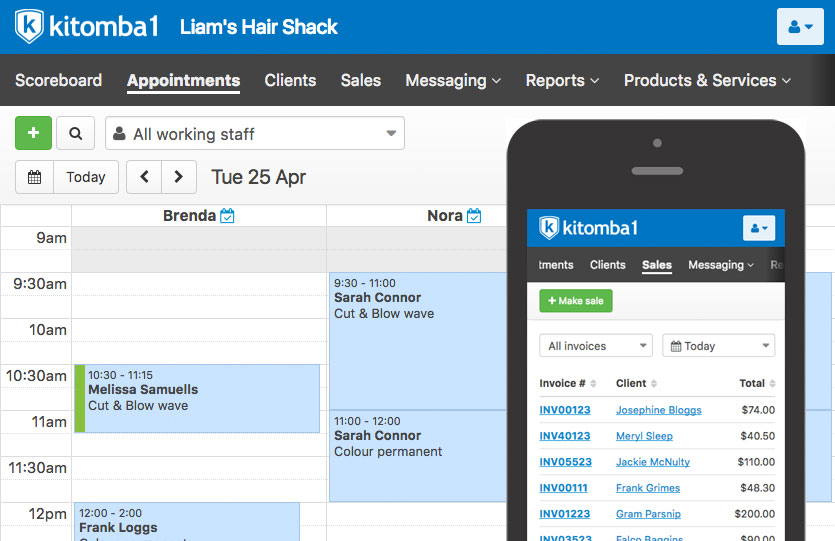 kitomba1 Liam's Hair Shack
Scoreboard Appointments Clients Sales Messaging Reports Products & Services
All working staff
Today Tue 25 Apr
Brenda Nora
9am
9:30am
10am
10:30am
11am
11:30am
12pm
10:30 - 11:15
Melissa Samuells
Cut & Blow wave
12:00 - 2:00
Frank Loggs
9:30 - 11:00
Sarah Connor
Cut & Blow wave
11:00 - 12:00
Sarah Connor
Colour permanent
kitomba1
tments Clients Sales Messaging Re
+ Make sale
All invoices Today
Invoice # Client Total
INV00123 Josephine Bloggs $74.00
INV40123 Meryl Sleep $40.50
INV05523 Jackie McNulty $110.00
INV00111 Frank Grimes $48.30
INV01223 Gram Parsnip $200.00
INV03523 Falco Baggins $90.00